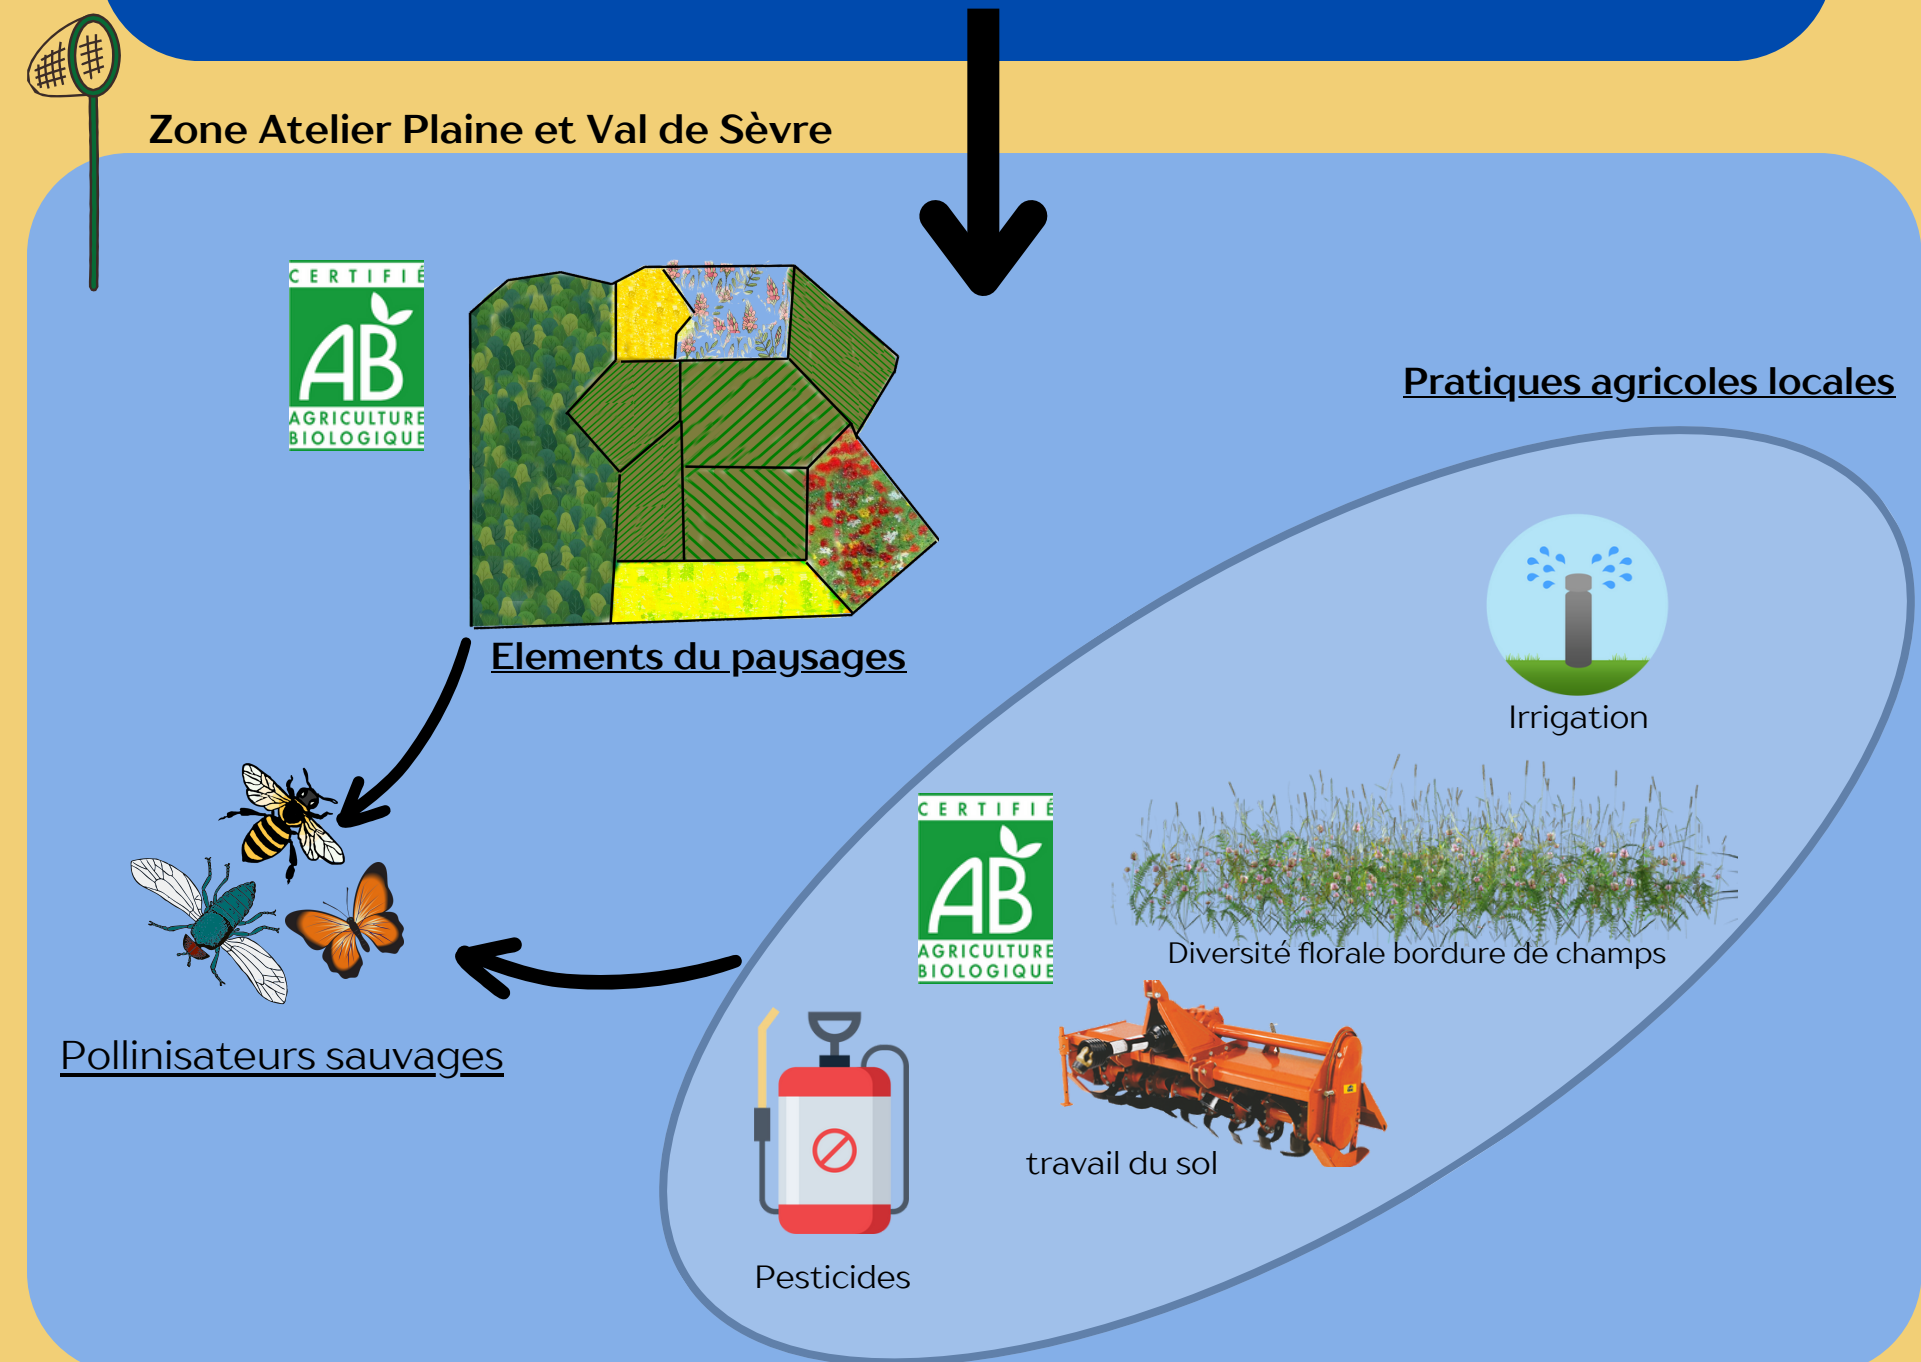 Zone Atelier Plaine et Val de Sèvre
CERTIFIÉ
AB
AGRICULTURE
BIOLOGIQUE
Elements du paysages
Pratiques agricoles locales
Irrigation
CERTIFIÉ
AB
AGRICULTURE
BIOLOGIQUE
Diversité florale bordure de champs
travail du sol
Pesticides
Pollinisateurs sauvages